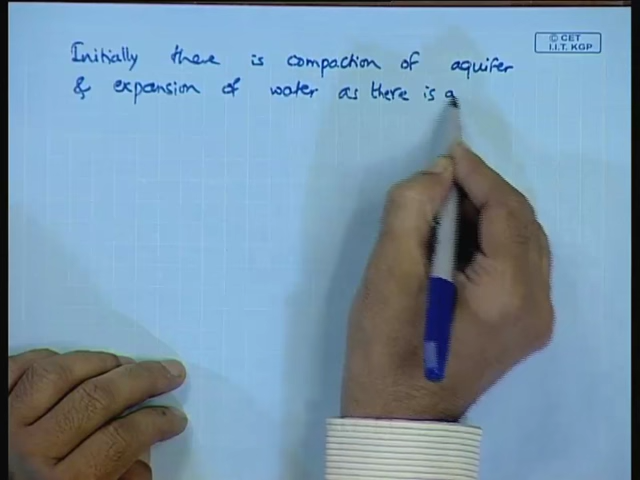 © CET
I.I.T. KGP
Initially there is compaction of aquifer
& expansion of water as there is a